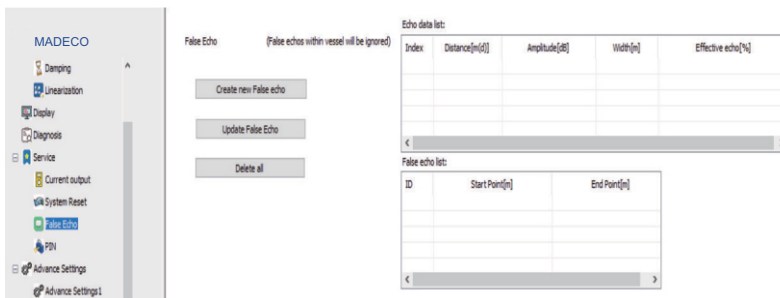 MADECO
Damping
Linearization
Display
Diagnosis
Service
Current output
System Reset
False Echo
PIN
Advance Settings
Advance Settings1
False Echo (False echos within vessel will be ignored)
Create new False echo
Update False Echo
Delete all
Echo data list:
Index Distance[m(d)] Amplitude[dB] Width[m] Effective echo[%]
False echo list:
ID Start Point[m] End Point[m]